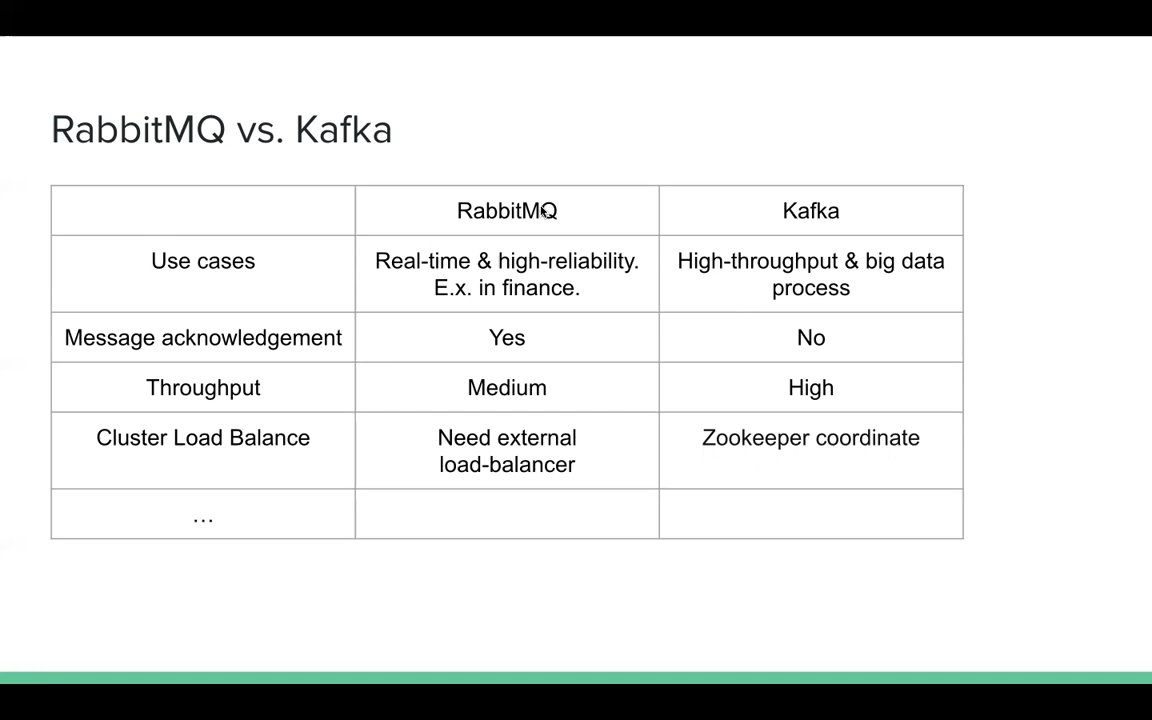 RabbitMQ vs. Kafka
RabbitMQ
Kafka
Use cases
Real-time & high-reliability.
E.x. in finance.
High-throughput & big data
process
Message acknowledgement
Yes
No
Throughput
Medium
High
Cluster Load Balance
Need external
load-balancer
Zookeeper coordinate
…